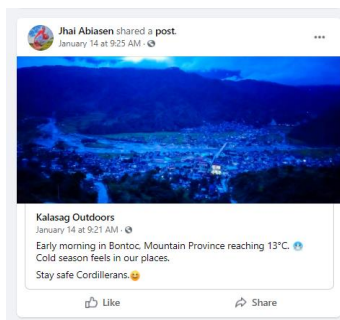 Jhai Abiasen shared a post.
January 14 at 9:25 AM ·
Kalasag Outdoors
January 14 at 9:21 AM ·
Early morning in Bontoc, Mountain Province reaching 13°C. 🥶
Cold season feels in our places.
Stay safe Cordillerans.😊
Like
Share